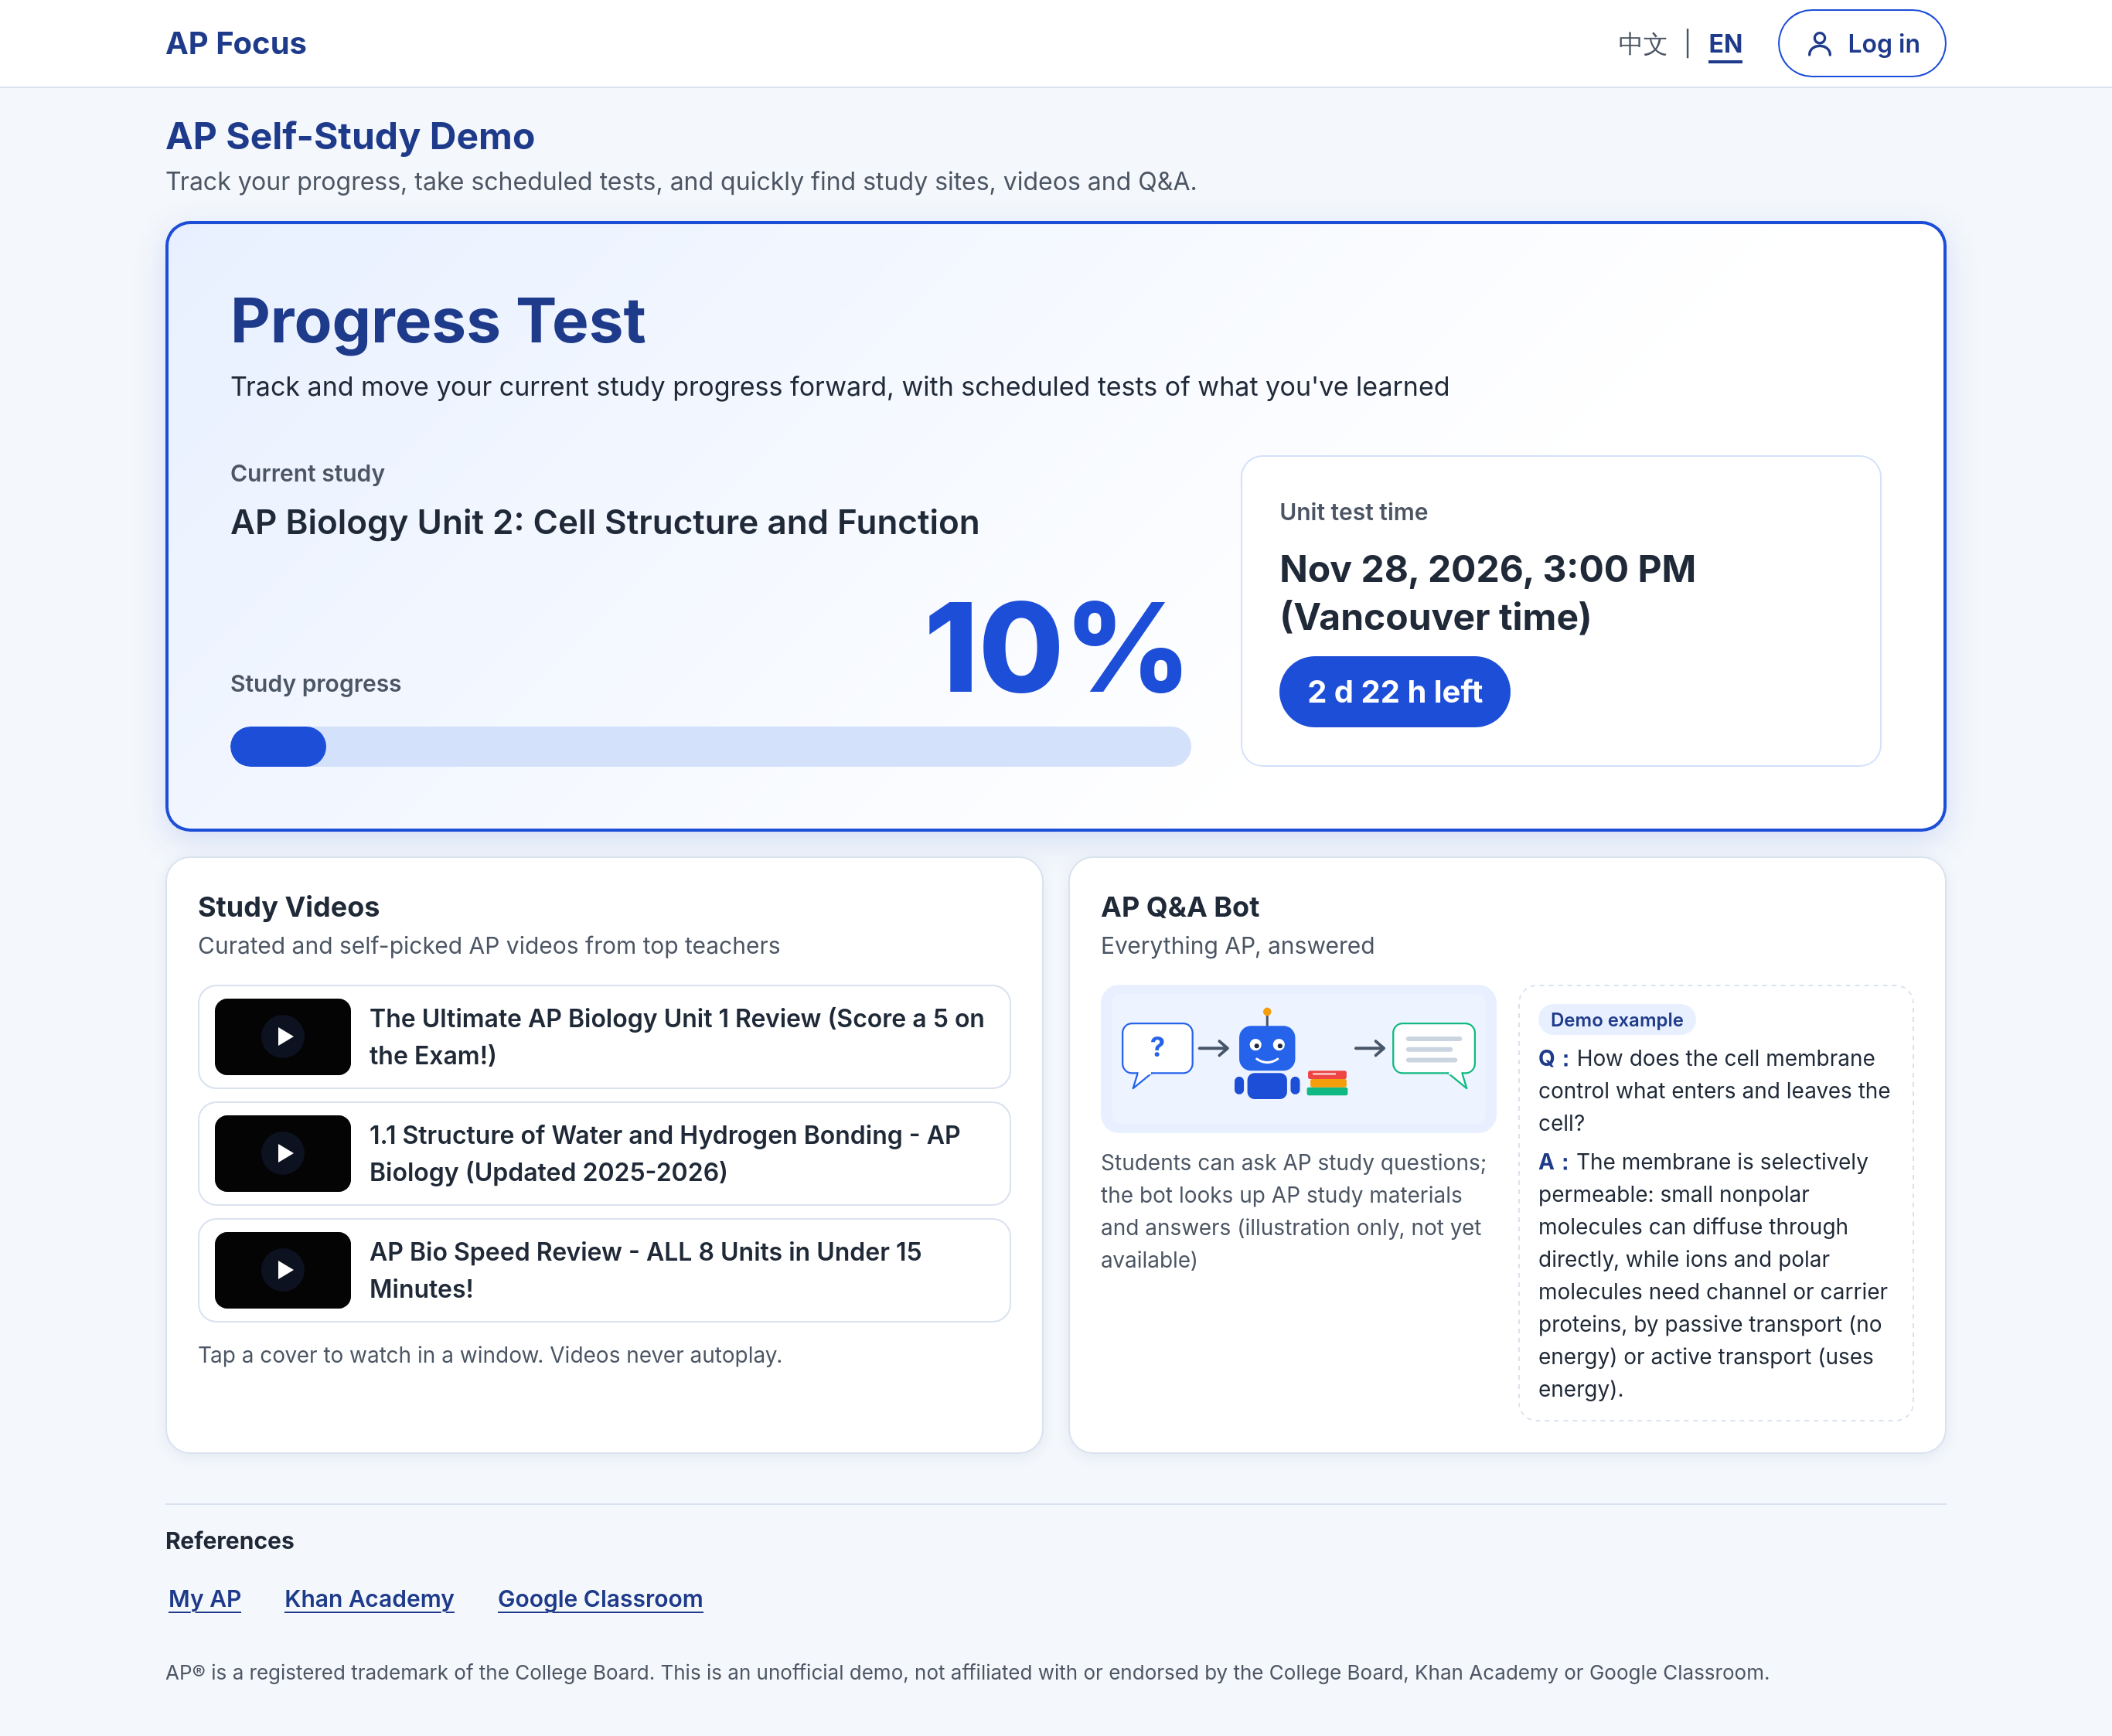 AP Focus
中文 | EN
Log in
AP Self-Study Demo
Track your progress, take scheduled tests, and quickly find study sites, videos and Q&A.
Progress Test
Track and move your current study progress forward, with scheduled tests of what you've learned
Current study
AP Biology Unit 2: Cell Structure and Function
Study progress
10%
Unit test time
Nov 28, 2026, 3:00 PM
(Vancouver time)
2 d 22 h left
Study Videos
Curated and self-picked AP videos from top teachers
The Ultimate AP Biology Unit 1 Review (Score a 5 on
the Exam!)
1.1 Structure of Water and Hydrogen Bonding - AP
Biology (Updated 2025-2026)
AP Bio Speed Review - ALL 8 Units in Under 15
Minutes!
Tap a cover to watch in a window. Videos never autoplay.
AP Q&A Bot
Everything AP, answered
?
Students can ask AP study questions;
the bot looks up AP study materials
and answers (illustration only, not yet
available)
Demo example
Q : How does the cell membrane
control what enters and leaves the
cell?
A : The membrane is selectively
permeable: small nonpolar
molecules can diffuse through
directly, while ions and polar
molecules need channel or carrier
proteins, by passive transport (no
energy) or active transport (uses
energy).
References
My AP
Khan Academy
Google Classroom
AP® is a registered trademark of the College Board. This is an unofficial demo, not affiliated with or endorsed by the College Board, Khan Academy or Google Classroom.